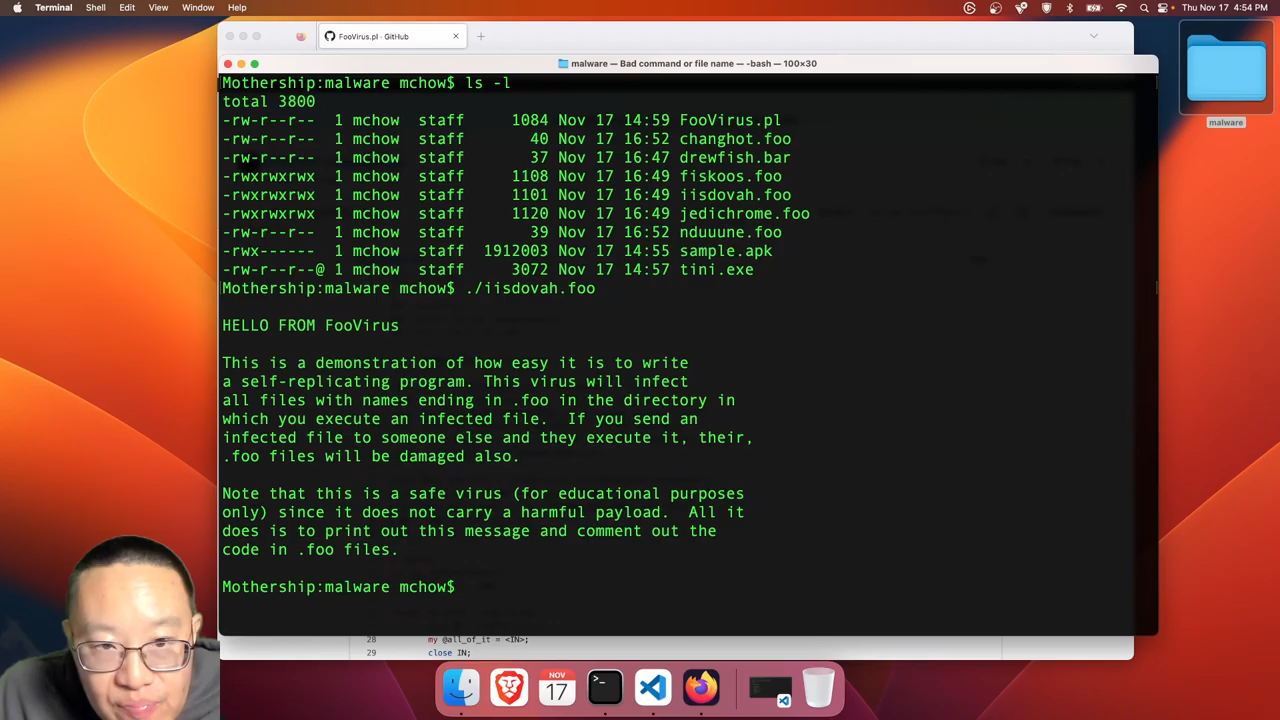 Terminal Shell Edit View Window Help Thu Nov 17 4:54 PM
FooVirus.pl · GitHub
malware — Bad command or file name — -bash — 100×30
malware
Mothership:malware mchow$ ls -l
total 3800
-rw-r--r-- 1 mchow staff 1084 Nov 17 14:59 FooVirus.pl
-rw-r--r-- 1 mchow staff 40 Nov 17 16:52 changhot.foo
-rw-r--r-- 1 mchow staff 37 Nov 17 16:47 drewfish.bar
-rwxrwxrwx 1 mchow staff 1108 Nov 17 16:49 fiskoos.foo
-rwxrwxrwx 1 mchow staff 1101 Nov 17 16:49 iisdovah.foo
-rwxrwxrwx 1 mchow staff 1120 Nov 17 16:49 jedichrome.foo
-rw-r--r-- 1 mchow staff 39 Nov 17 16:52 nduuune.foo
-rwx------ 1 mchow staff 1912003 Nov 17 14:55 sample.apk
-rw-r--r--@ 1 mchow staff 3072 Nov 17 14:57 tini.exe
Mothership:malware mchow$ ./iisdovah.foo
HELLO FROM FooVirus
This is a demonstration of how easy it is to write
a self-replicating program. This virus will infect
all files with names ending in .foo in the directory in
which you execute an infected file. If you send an
infected file to someone else and they execute it, their,
.foo files will be damaged also.
Note that this is a safe virus (for educational purposes
only) since it does not carry a harmful payload. All it
does is to print out this message and comment out the
code in .foo files.
Mothership:malware mchow$
28 my @all_of_it = <IN>;
29 close IN;
NOV
17
>_